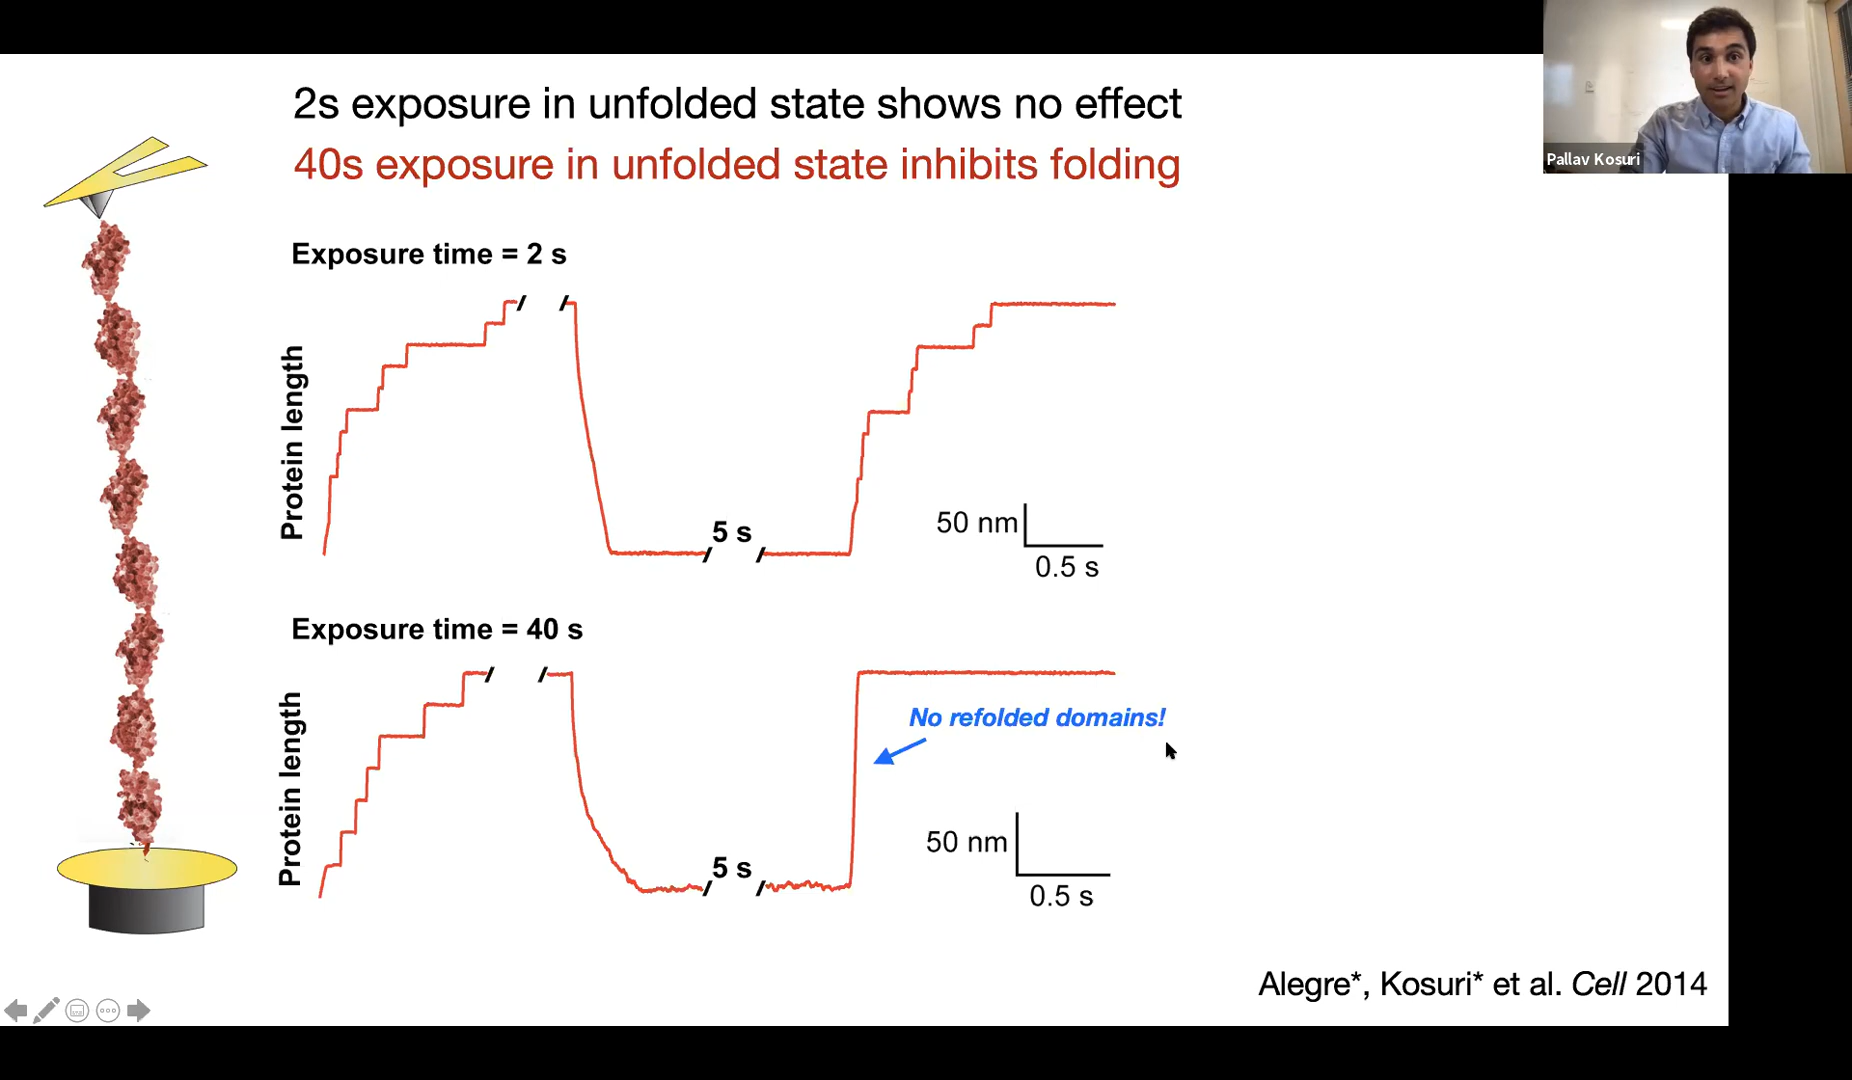 2s exposure in unfolded state shows no effect
40s exposure in unfolded state inhibits folding
Pallav Kosuri
Exposure time = 2 s
Protein length
5 s
50 nm
0.5 s
Exposure time = 40 s
Protein length
No refolded domains!
5 s
50 nm
0.5 s
Alegre*, Kosuri* et al. Cell 2014